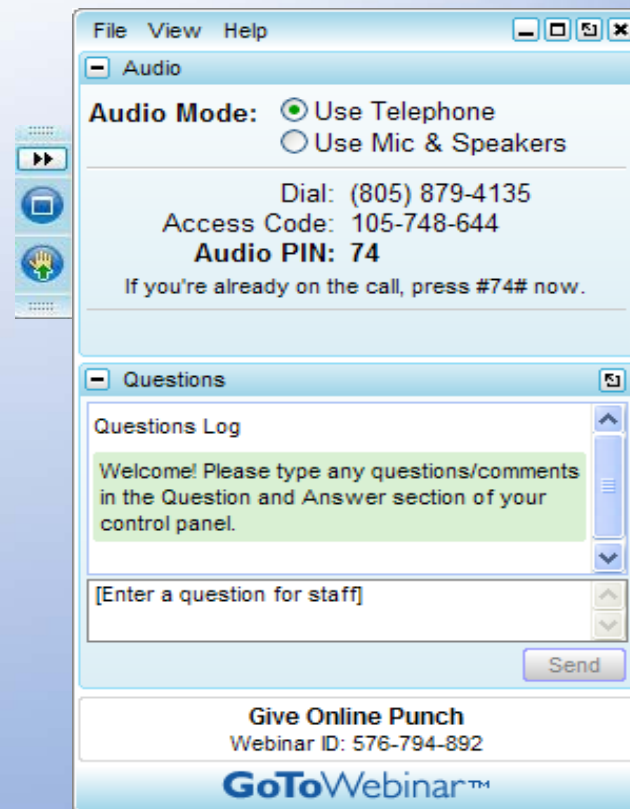 File View Help
Audio
Audio Mode: Use Telephone
Use Mic & Speakers
Dial: (805) 879-4135
Access Code: 105-748-644
Audio PIN: 74
If you're already on the call, press #74# now.
Questions
Questions Log
Welcome! Please type any questions/comments
in the Question and Answer section of your
control panel.
[Enter a question for staff]
Send
Give Online Punch
Webinar ID: 576-794-892
GoToWebinar™